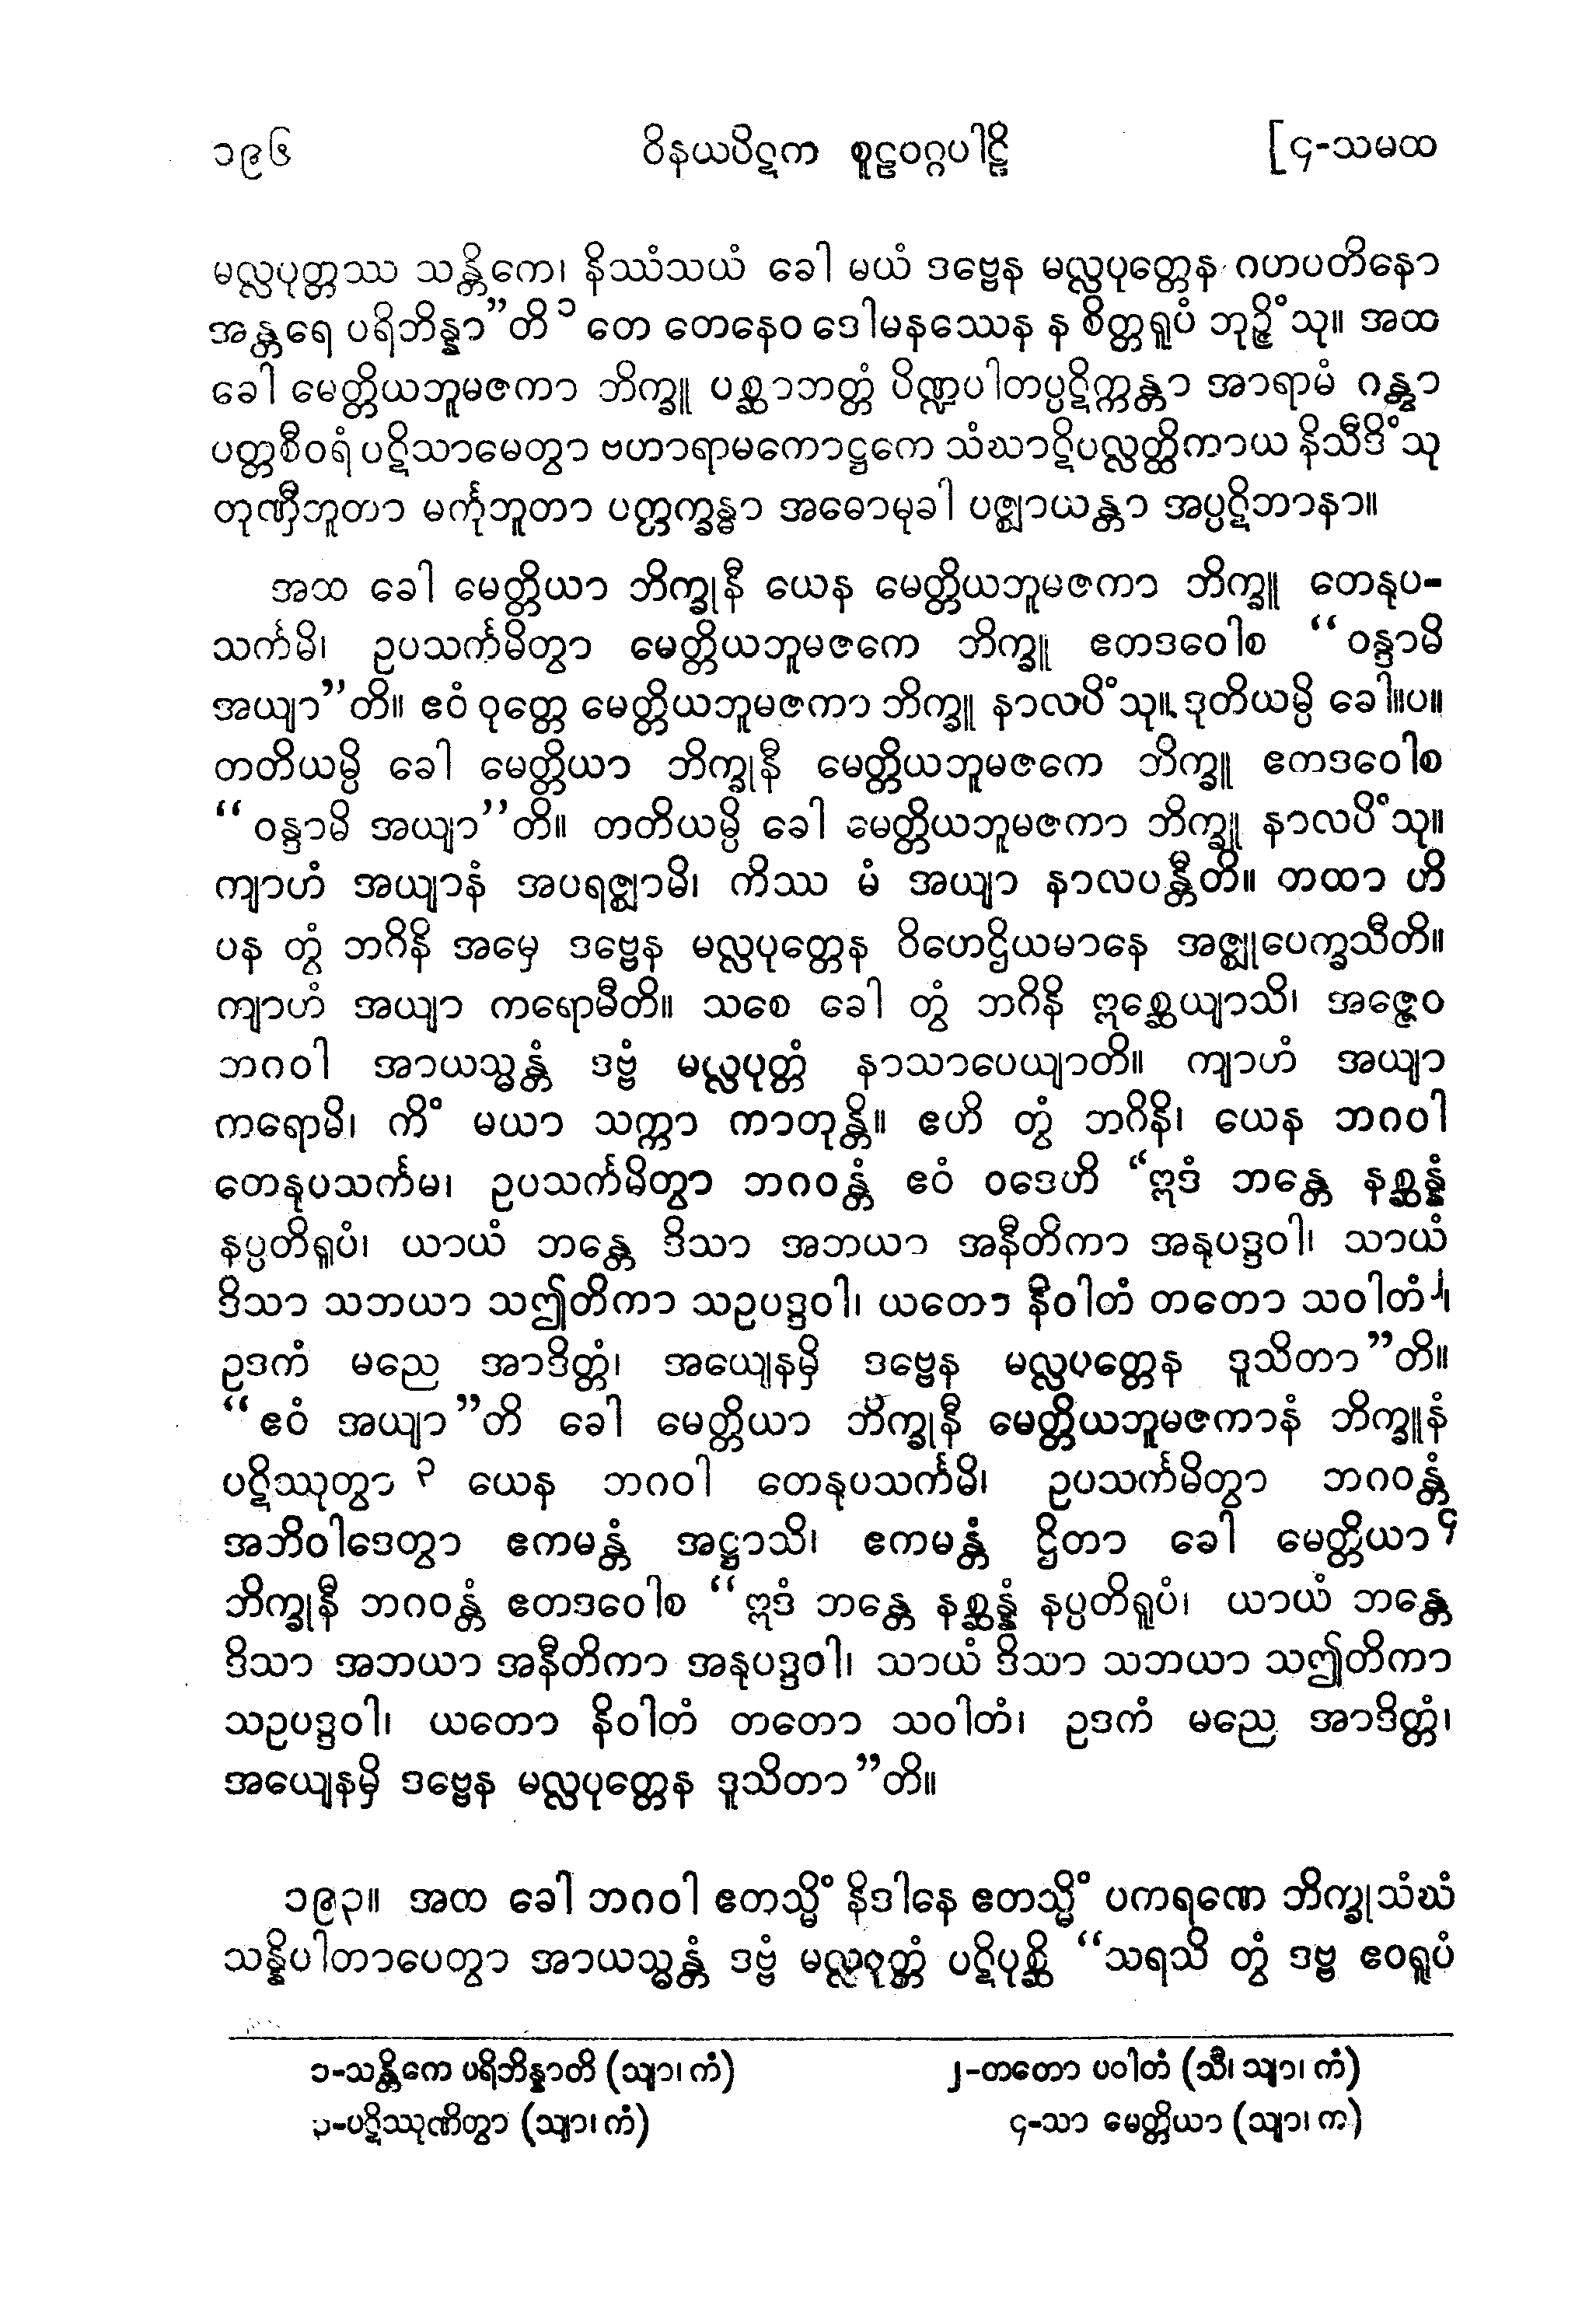 ၁၉၆ ဝိနယပိဋက စူဠဝဂ္ဂပါဠိ [၄-သမထ
မလ္လပုတ္တဿ သန္တိကေ၊ နိဿံသယံ ခေါ မယံ ဒဗ္ဗေန မလ္လပုတ္တေန ဂဟပတိနော
အန္တရေ ပရိဘိန္နာ”တိ ၁ တေ တေနေဝ ဒေါမနဿေန န စိတ္တရူပံ ဘုဉ္ဇိံသု။ အထ
ခေါ မေတ္တိယဘူမဇကာ ဘိက္ခူ ပစ္ဆာဘတ္တံ ပိဏ္ဍပါတပ္ပဋိက္ကန္တာ အာရာမံ ဂန္တွာ
ပတ္တစီဝရံ ပဋိသာမေတွာ ဗဟာရာမကောဋ္ဌကေ သံဃာဋိပလ္လတ္ထိကာယ နိသီဒိံသု
တုဏှီဘူတာ မင်္ကုဘူတာ ပတ္တက္ခန္ဓာ အဓောမုခါ ပဇ္ဈာယန္တာ အပ္ပဋိဘာနာ။
အထ ခေါ မေတ္တိယာ ဘိက္ခုနီ ယေန မေတ္တိယဘူမဇကာ ဘိက္ခူ တေနုပ-
သင်္ကမိ၊ ဥပသင်္ကမိတွာ မေတ္တိယဘူမဇကေ ဘိက္ခူ ဧတဒဝေါစ “ဝန္ဒာမိ
အယျာ”တိ။ ဧဝံ ဝုတ္တေ မေတ္တိယဘူမဇကာ ဘိက္ခူ နာလပိံသု။ ဒုတိယမ္ပိ ခေါ။ပ။
တတိယမ္ပိ ခေါ မေတ္တိယာ ဘိက္ခုနီ မေတ္တိယဘူမဇကေ ဘိက္ခူ ဧကဒဝေါစ
“ဝန္ဒာမိ အယျာ”တိ။ တတိယမ္ပိ ခေါ မေတ္တိယဘူမဇကာ ဘိက္ခူ နာလပိံသု။
ကျာဟံ အယျာနံ အပရဇ္ဈာမိ၊ ကိဿ မံ အယျာ နာလပန္တီတိ။ တထာ ဟိ
ပန တွံ ဘဂိနိ အမှေ ဒဗ္ဗေန မလ္လပုတ္တေန ဝိဟေဌိယမာနေ အဇ္ဈုပေက္ခသီတိ။
ကျာဟံ အယျာ ကရောမီတိ။ သစေ ခေါ တွံ ဘဂိနိ ဣစ္ဆေယျာသိ၊ အဇ္ဇေဝ
ဘဂဝါ အာယသ္မန္တံ ဒဗ္ဗံ မလ္လပုတ္တံ နာသာပေယျာတိ။ ကျာဟံ အယျာ
ကရောမိ၊ ကိံ မယာ သက္ကာ ကာတုန္တိ။ ဧဟိ တွံ ဘဂိနိ၊ ယေန ဘဂဝါ
တေနုပသင်္ကမ၊ ဥပသင်္ကမိတွာ ဘဂဝန္တံ ဧဝံ ဝဒေဟိ “ဣဒံ ဘန္တေ နစ္ဆန္နံ
နပ္ပတိရူပံ၊ ယာယံ ဘန္တေ ဒိသာ အဘယာ အနီတိကာ အနုပဒ္ဒဝါ၊ သာယံ
ဒိသာ သဘယာ သဤတိကာ သဥပဒ္ဒဝါ၊ ယတော နိဝါတံ တတော သဝါတံ ၂၊
ဥဒကံ မညေ အာဒိတ္တံ၊ အယျေနမှိ ဒဗ္ဗေန မလ္လပုတ္တေန ဒူသိတာ”တိ။
“ဧဝံ အယျာ”တိ ခေါ မေတ္တိယာ ဘိက္ခုနီ မေတ္တိယဘူမဇကာနံ ဘိက္ခူနံ
ပဋိဿုတွာ ၃ ယေန ဘဂဝါ တေနုပသင်္ကမိ၊ ဥပသင်္ကမိတွာ ဘဂဝန္တံ
အဘိဝါဒေတွာ ဧကမန္တံ အဋ္ဌာသိ၊ ဧကမန္တံ ဌိတာ ခေါ မေတ္တိယာ ၄
ဘိက္ခုနီ ဘဂဝန္တံ ဧတဒဝေါစ “ဣဒံ ဘန္တေ နစ္ဆန္နံ နပ္ပတိရူပံ၊ ယာယံ ဘန္တေ
ဒိသာ အဘယာ အနီတိကာ အနုပဒ္ဒဝါ၊ သာယံ ဒိသာ သဘယာ သဤတိကာ
သဥပဒ္ဒဝါ၊ ယတော နိဝါတံ တတော သဝါတံ၊ ဥဒကံ မညေ အာဒိတ္တံ၊
အယျေနမှိ ဒဗ္ဗေန မလ္လပုတ္တေန ဒူသိတာ”တိ။
၁၉၃။ အထ ခေါ ဘဂဝါ ဧတသ္မိံ နိဒါနေ ဧတသ္မိံ ပကရဏေ ဘိက္ခုသံဃံ
သန္နိပါတာပေတွာ အာယသ္မန္တံ ဒဗ္ဗံ မလ္လပုတ္တံ ပဋိပုစ္ဆိ “သရသိ တွံ ဒဗ္ဗ ဧဝရူပံ
၁-သန္တိကေ ပရိဘိန္နာတိ (သျာ၊ ကံ) ၂-တတော ပဝါတံ (သီ၊ သျာ၊ ကံ)
၃-ပဋိဿုဏိတွာ (သျာ၊ ကံ) ၄-သာ မေတ္တိယာ (သျာ၊ က)